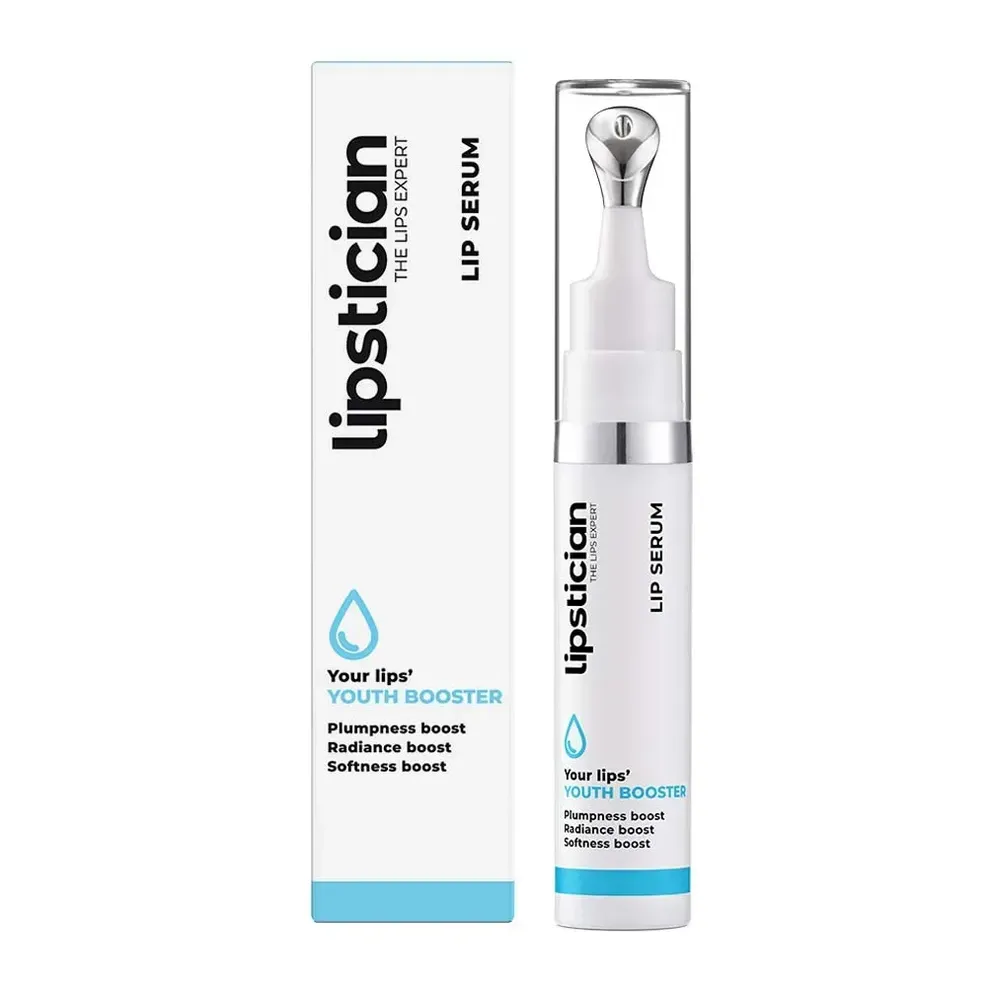 lipstician
THE LIPS EXPERT
LIP SERUM
Your lips’
YOUTH BOOSTER
Plumpness boost
Radiance boost
Softness boost
lipstician
THE LIPS EXPERT
LIP SERUM
Your lips’
YOUTH BOOSTER
Plumpness boost
Radiance boost
Softness boost